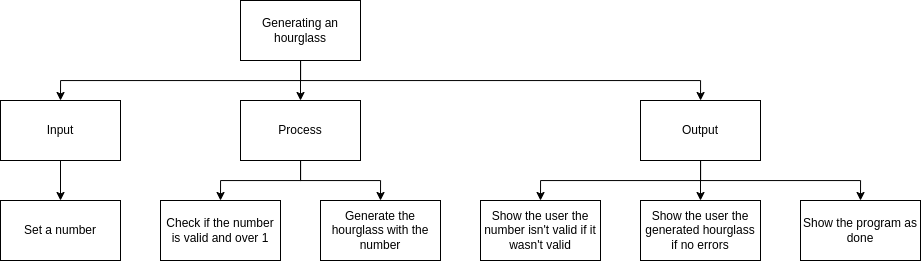 Generating an
hourglass
Input
Process
Output
Set a number
Check if the number
is valid and over 1
Generate the
hourglass with the
number
Show the user the
number isn't valid if it
wasn't valid
Show the user the
generated hourglass
if no errors
Show the program as
done